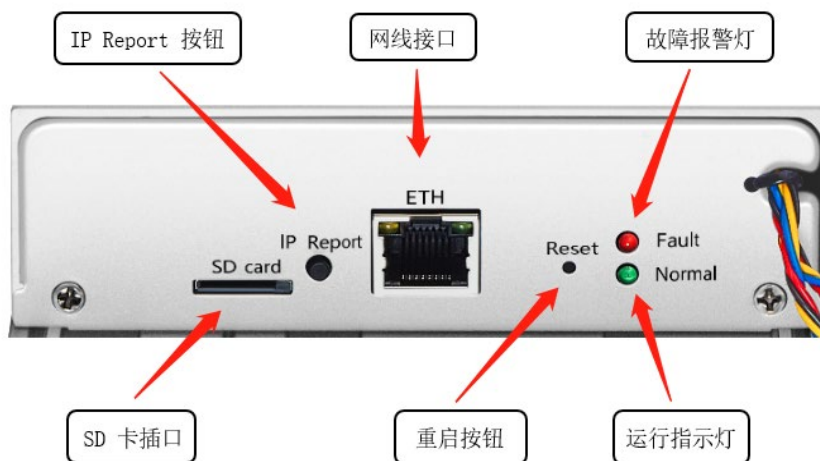 IP Report 按钮
网线接口
故障报警灯
ETH
IP Report
SD card
Reset
Fault
Normal
SD 卡插口
重启按钮
运行指示灯